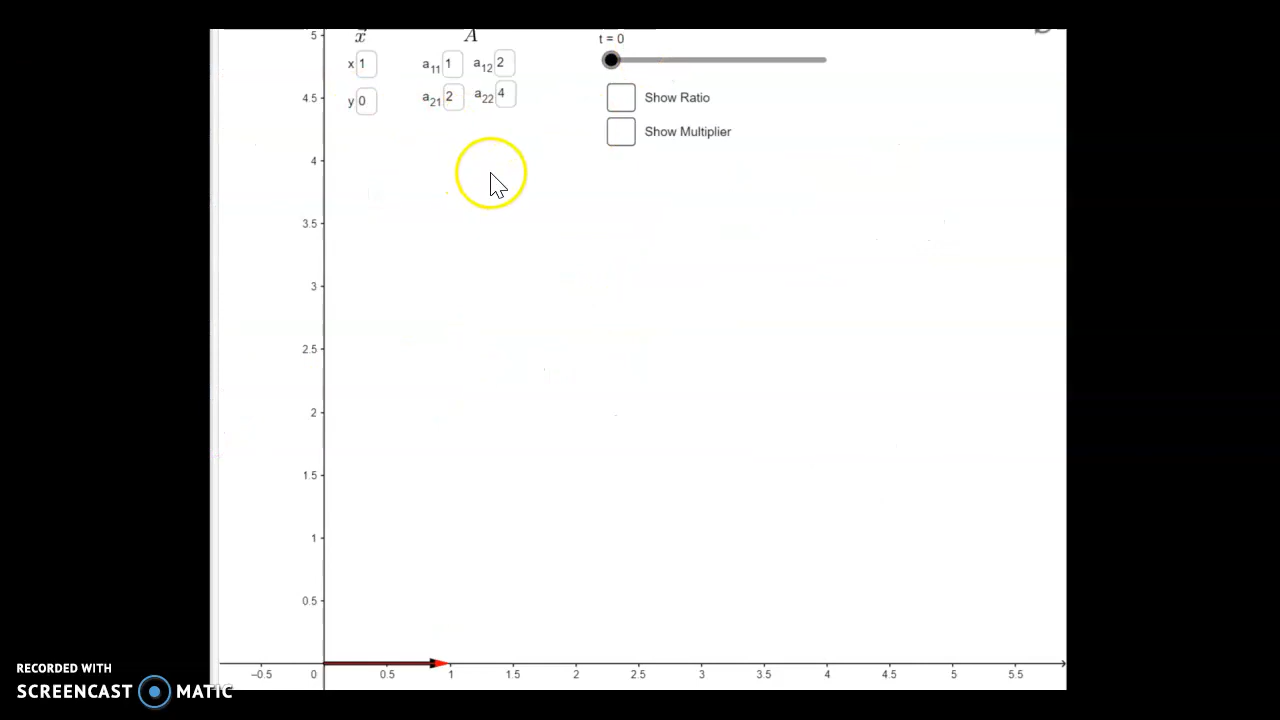 x A
t = 0
x 1 a11 1 a12 2
y 0 a21 2 a22 4
Show Ratio
Show Multiplier
5
4.5
4
3.5
3
2.5
2
1.5
1
0.5
−0.5 0 0.5 1 1.5 2 2.5 3 3.5 4 4.5 5 5.5
RECORDED WITH
SCREENCAST MATIC